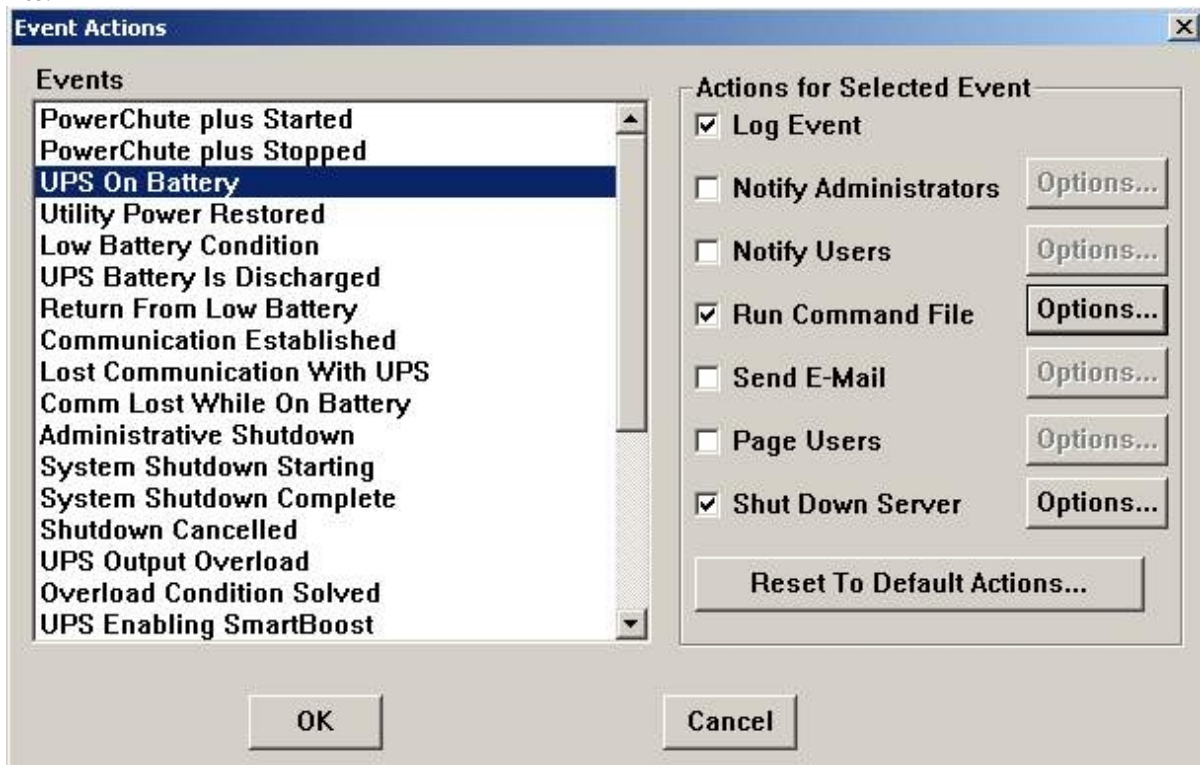 Event Actions
Events
PowerChute plus Started
PowerChute plus Stopped
UPS On Battery
Utility Power Restored
Low Battery Condition
UPS Battery Is Discharged
Return From Low Battery
Communication Established
Lost Communication With UPS
Comm Lost While On Battery
Administrative Shutdown
System Shutdown Starting
System Shutdown Complete
Shutdown Cancelled
UPS Output Overload
Overload Condition Solved
UPS Enabling SmartBoost
Actions for Selected Event
Log Event
Notify Administrators Options...
Notify Users Options...
Run Command File Options...
Send E-Mail Options...
Page Users Options...
Shut Down Server Options...
Reset To Default Actions...
OK
Cancel